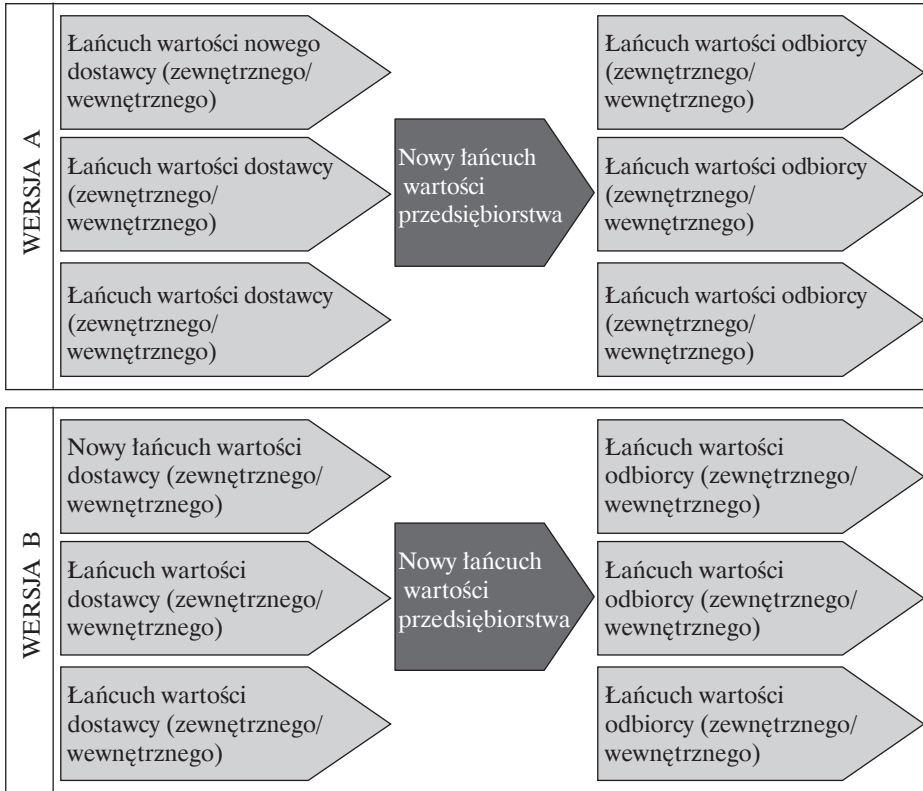 WERSJA A
Łańcuch wartości nowego
dostawcy (zewnętrznego/
wewnętrznego)
Łańcuch wartości dostawcy
(zewnętrznego/
wewnętrznego)
Łańcuch wartości dostawcy
(zewnętrznego/
wewnętrznego)
Nowy łańcuch
wartości
przedsiębiorstwa
Łańcuch wartości odbiorcy
(zewnętrznego/
wewnętrznego)
Łańcuch wartości odbiorcy
(zewnętrznego/
wewnętrznego)
Łańcuch wartości odbiorcy
(zewnętrznego/
wewnętrznego)
WERSJA B
Nowy łańcuch wartości
dostawcy (zewnętrznego/
wewnętrznego)
Łańcuch wartości
dostawcy (zewnętrznego/
wewnętrznego)
Łańcuch wartości
dostawcy (zewnętrznego/
wewnętrznego)
Nowy łańcuch
wartości
przedsiębiorstwa
Łańcuch wartości
odbiorcy (zewnętrznego/
wewnętrznego)
Łańcuch wartości
odbiorcy (zewnętrznego/
wewnętrznego)
Łańcuch wartości
odbiorcy (zewnętrznego/
wewnętrznego)